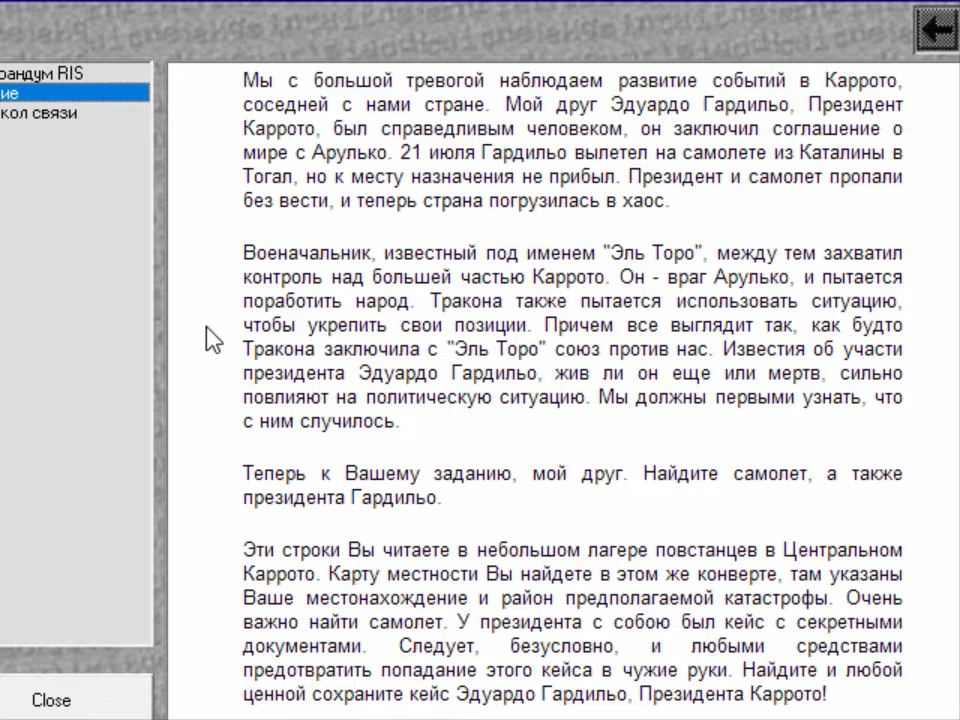 рандум RIS
ие
кол связи
Close
Мы с большой тревогой наблюдаем развитие событий в Каррото,
соседней с нами стране. Мой друг Эдуардо Гардильо, Президент
Каррото, был справедливым человеком, он заключил соглашение о
мире с Арулько. 21 июля Гардильо вылетел на самолете из Каталины в
Тогал, но к месту назначения не прибыл. Президент и самолет пропали
без вести, и теперь страна погрузилась в хаос.
Военачальник, известный под именем "Эль Торо", между тем захватил
контроль над большей частью Каррото. Он - враг Арулько, и пытается
поработить народ. Тракона также пытается использовать ситуацию,
чтобы укрепить свои позиции. Причем все выглядит так, как будто
Тракона заключила с "Эль Торо" союз против нас. Известия об участи
президента Эдуардо Гардильо, жив ли он еще или мертв, сильно
повлияют на политическую ситуацию. Мы должны первыми узнать, что
с ним случилось.
Теперь к Вашему заданию, мой друг. Найдите самолет, а также
президента Гардильо.
Эти строки Вы читаете в небольшом лагере повстанцев в Центральном
Каррото. Карту местности Вы найдете в этом же конверте, там указаны
Ваше местонахождение и район предполагаемой катастрофы. Очень
важно найти самолет. У президента с собою был кейс с секретными
документами. Следует, безусловно, и любыми средствами
предотвратить попадание этого кейса в чужие руки. Найдите и любой
ценной сохраните кейс Эдуардо Гардильо, Президента Каррото!